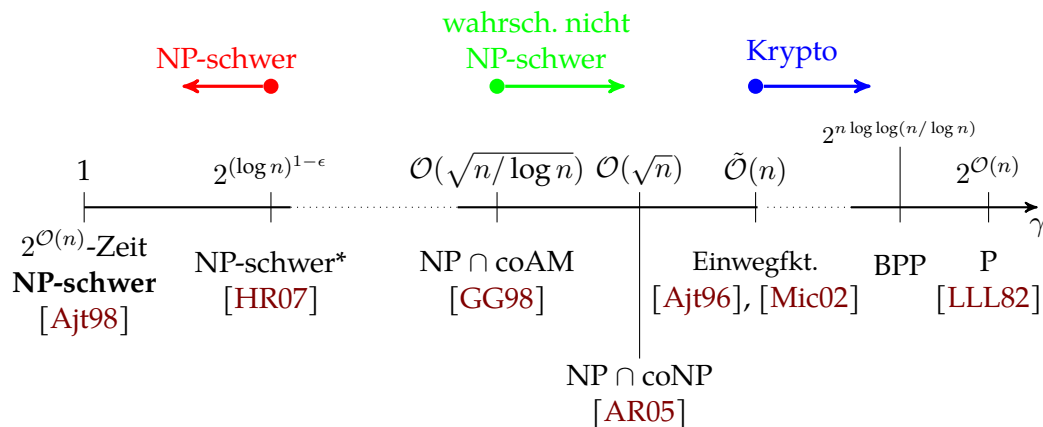 wahrsch. nicht
NP-schwer NP-schwer Krypto
1 2^{(log n)^{1−ϵ}} 𝒪(√(n/ log n)) 𝒪(√n) 𝒪̃(n) 2^{n log log(n/ log n)} 2^{𝒪(n)}
γ
2^{𝒪(n)}-Zeit
NP-schwer
[Ajt98]
NP-schwer*
[HR07]
NP ∩ coAM
[GG98]
NP ∩ coNP
[AR05]
Einwegfkt.
[Ajt96], [Mic02]
BPP
P
[LLL82]